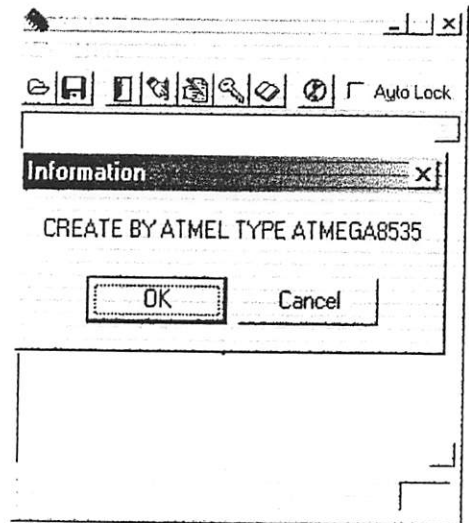 Auto Lock
Information
CREATE BY ATMEL TYPE ATMEGA8535
OK
Cancel